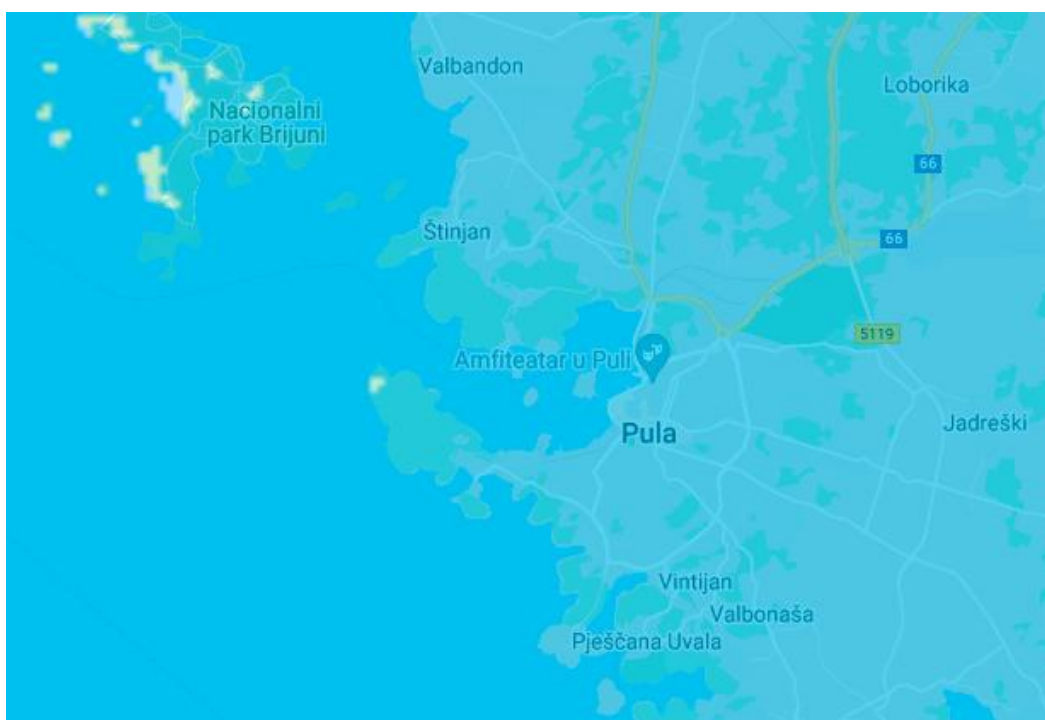 Valbandon
Loborika
Nacionalni
park Brijuni
66
Štinjan
66
5119
Amfiteatar u Puli
Jadreški
Pula
Vintijan
Valbonaša
Pješčana Uvala